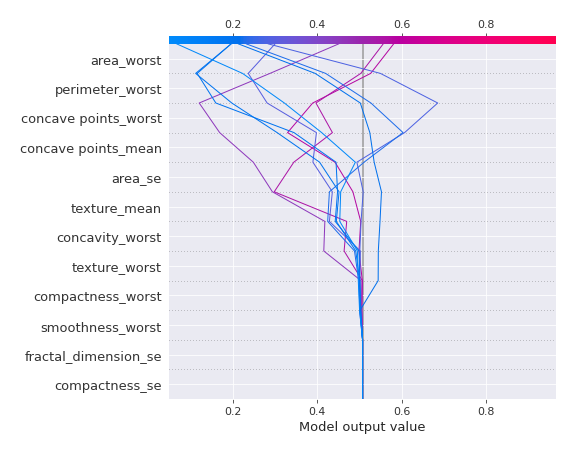 0.2 0.4 0.6 0.8
area_worst
perimeter_worst
concave points_worst
concave points_mean
area_se
texture_mean
concavity_worst
texture_worst
compactness_worst
smoothness_worst
fractal_dimension_se
compactness_se
0.2 0.4 0.6 0.8
Model output value